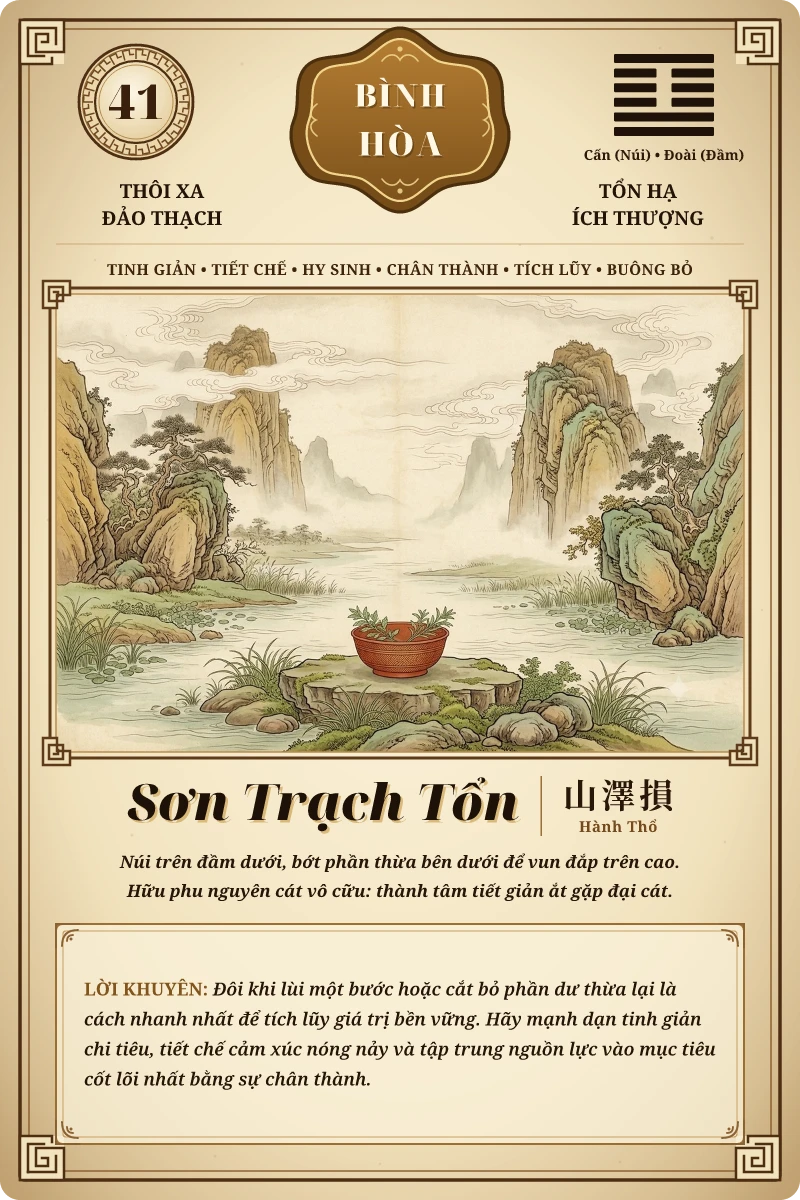 41
BÌNH
HÒA
Cấn (Núi) • Đoài (Đầm)
THÔI XA
ĐẢO THẠCH
TỔN HẠ
ÍCH THƯỢNG
TINH GIẢN • TIẾT CHẾ • HY SINH • CHÂN THÀNH • TÍCH LŨY • BUÔNG BỎ
Sơn Trạch Tổn
山澤損
Hành Thổ
Núi trên đầm dưới, bớt phần thừa bên dưới để vun đắp trên cao.
Hữu phu nguyên cát vô cữu: thành tâm tiết giản ắt gặp đại cát.
LỜI KHUYÊN: Đôi khi lùi một bước hoặc cắt bỏ phần dư thừa lại là
cách nhanh nhất để tích lũy giá trị bền vững. Hãy mạnh dạn tinh giản
chi tiêu, tiết chế cảm xúc nóng nảy và tập trung nguồn lực vào mục tiêu
cốt lõi nhất bằng sự chân thành.